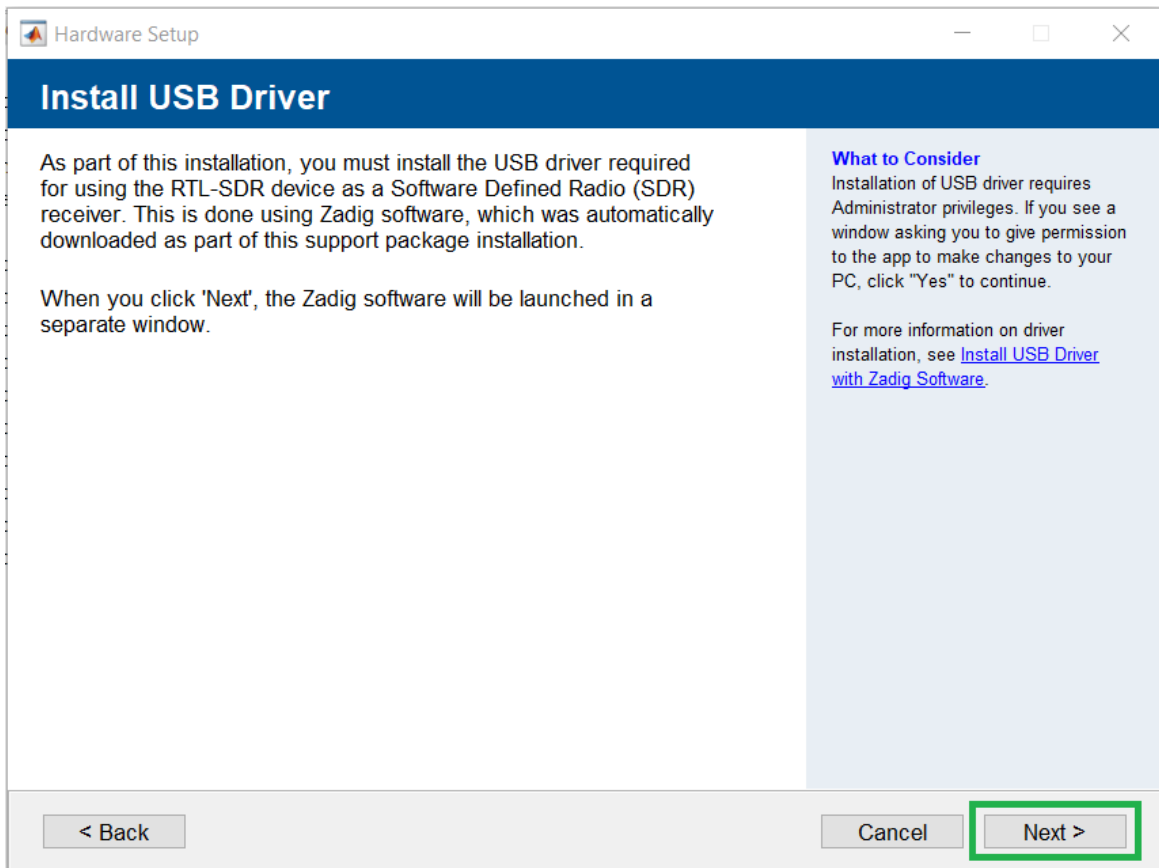 Hardware Setup
Install USB Driver
As part of this installation, you must install the USB driver required
for using the RTL-SDR device as a Software Defined Radio (SDR)
receiver. This is done using Zadig software, which was automatically
downloaded as part of this support package installation.
When you click 'Next', the Zadig software will be launched in a
separate window.
What to Consider
Installation of USB driver requires
Administrator privileges. If you see a
window asking you to give permission
to the app to make changes to your
PC, click "Yes" to continue.
For more information on driver
installation, see Install USB Driver
with Zadig Software.
< Back
Cancel
Next >